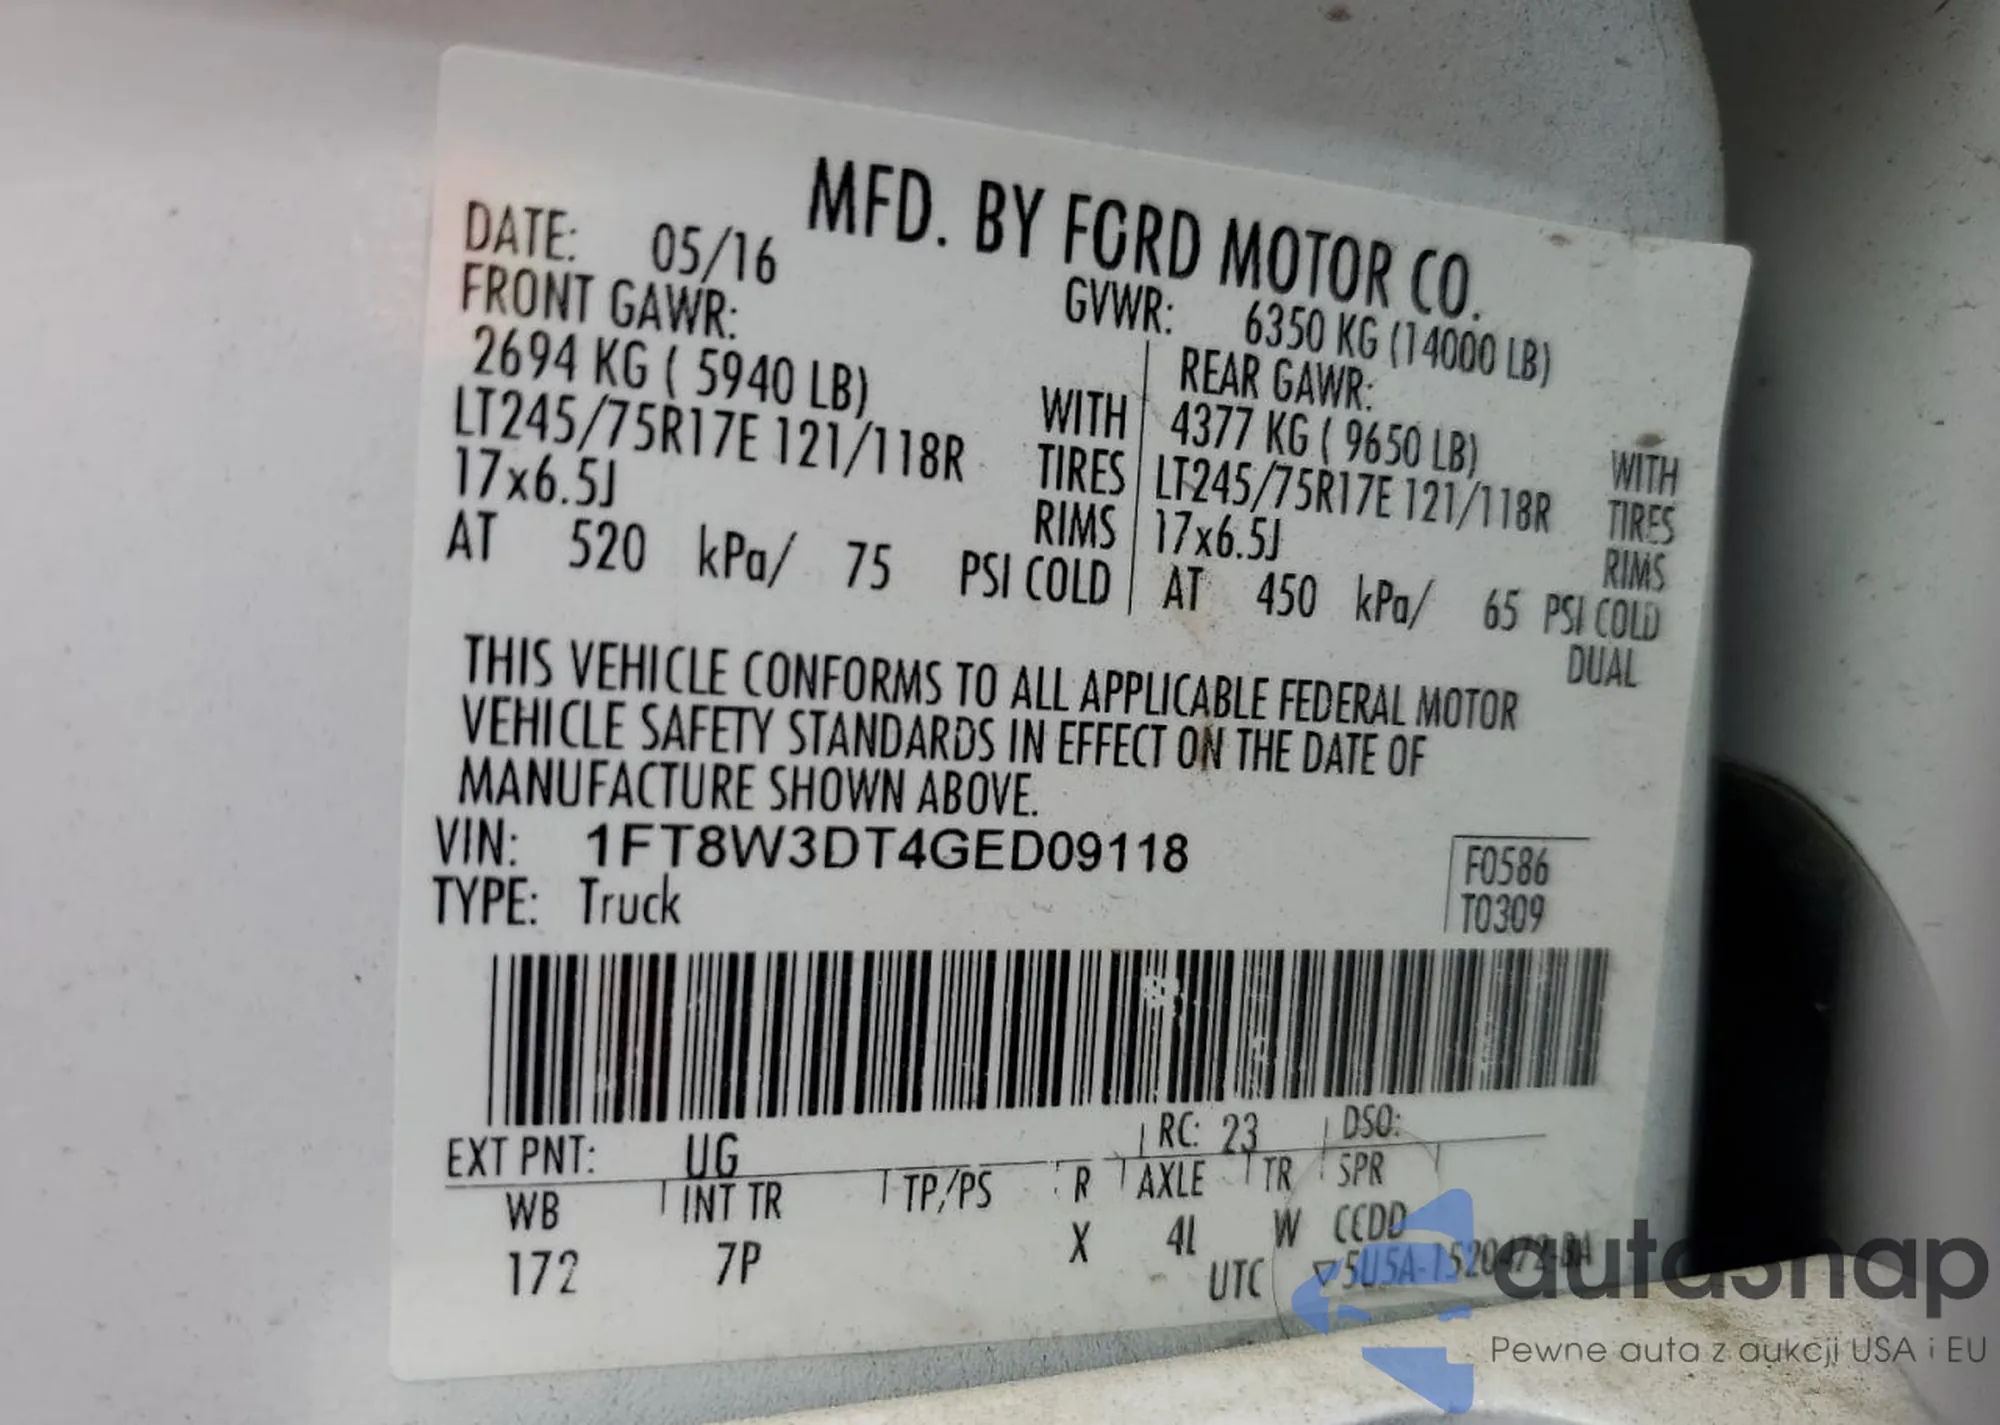 MFD. BY FORD MOTOR CO.
DATE: 05/16
GVWR: 6350 KG (14000 LB)
FRONT GAWR:
2694 KG ( 5940 LB) WITH
LT245/75R17E 121/118R TIRES
17x6.5J RIMS
AT 520 kPa/ 75 PSI COLD
REAR GAWR:
4377 KG ( 9650 LB) WITH
LT245/75R17E 121/118R TIRES
17x6.5J RIMS
AT 450 kPa/ 65 PSI COLD
DUAL
THIS VEHICLE CONFORMS TO ALL APPLICABLE FEDERAL MOTOR
VEHICLE SAFETY STANDARDS IN EFFECT ON THE DATE OF
MANUFACTURE SHOWN ABOVE.
VIN: 1FT8W3DT4GED09118
TYPE: Truck
F0586
T0309
EXT PNT: UG RC: 23 DSO:
WB INT TR TP/PS R AXLE TR SPR
172 7P X 4L W CCDD
UTC ▽5U5A-1520472-BA
autasnap
Pewne auta z aukcji USA i EU